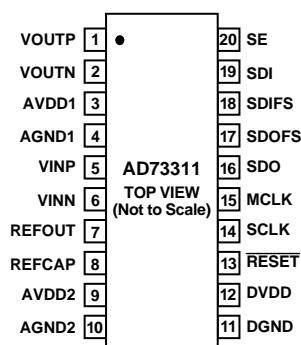 VOUTP 1 20 SE
VOUTN 2 19 SDI
AVDD1 3 18 SDIFS
AGND1 4 17 SDOFS
VINP 5 AD73311 16 SDO
VINN 6 TOP VIEW 15 MCLK
(Not to Scale)
REFOUT 7 14 SCLK
REFCAP 8 13 RESET
AVDD2 9 12 DVDD
AGND2 10 11 DGND